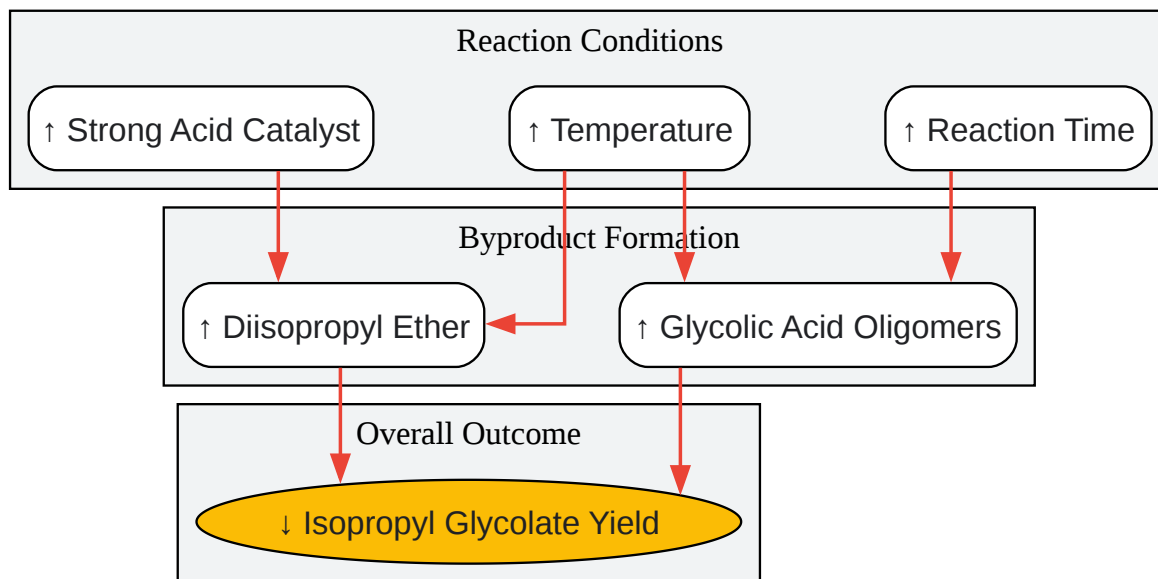 Reaction Conditions
↑ Strong Acid Catalyst
↑ Temperature
↑ Reaction Time
Byproduct Formation
↑ Diisopropyl Ether
↑ Glycolic Acid Oligomers
Overall Outcome
↓ Isopropyl Glycolate Yield